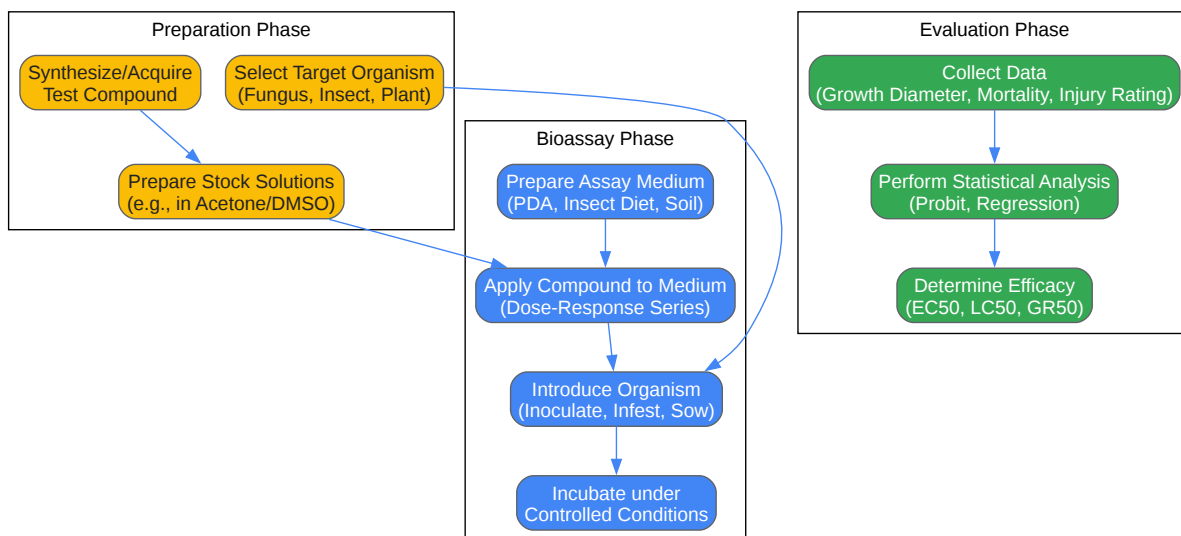 Preparation Phase
Synthesize/Acquire
Test Compound
Select Target Organism
(Fungus, Insect, Plant)
Prepare Stock Solutions
(e.g., in Acetone/DMSO)
Bioassay Phase
Prepare Assay Medium
(PDA, Insect Diet, Soil)
Apply Compound to Medium
(Dose-Response Series)
Introduce Organism
(Inoculate, Infest, Sow)
Incubate under
Controlled Conditions
Evaluation Phase
Collect Data
(Growth Diameter, Mortality, Injury Rating)
Perform Statistical Analysis
(Probit, Regression)
Determine Efficacy
(EC50, LC50, GR50)